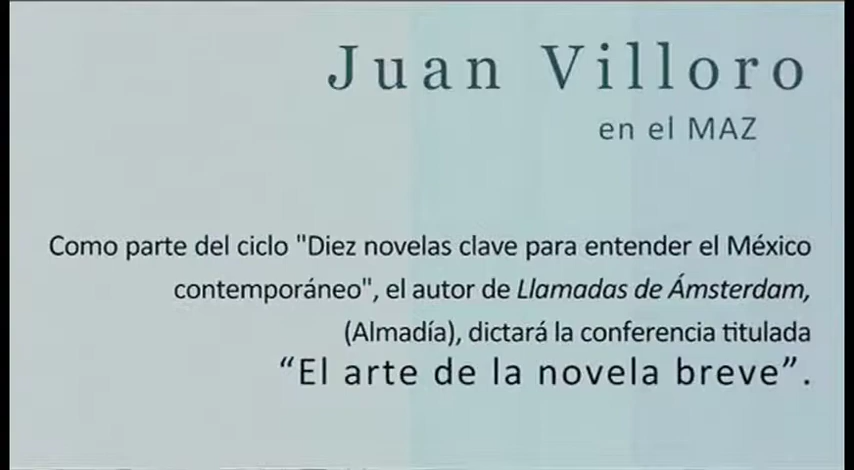 Juan Villoro
en el MAZ
Como parte del ciclo "Diez novelas clave para entender el México
contemporáneo", el autor de Llamadas de Ámsterdam,
(Almadía), dictará la conferencia titulada
“El arte de la novela breve”.